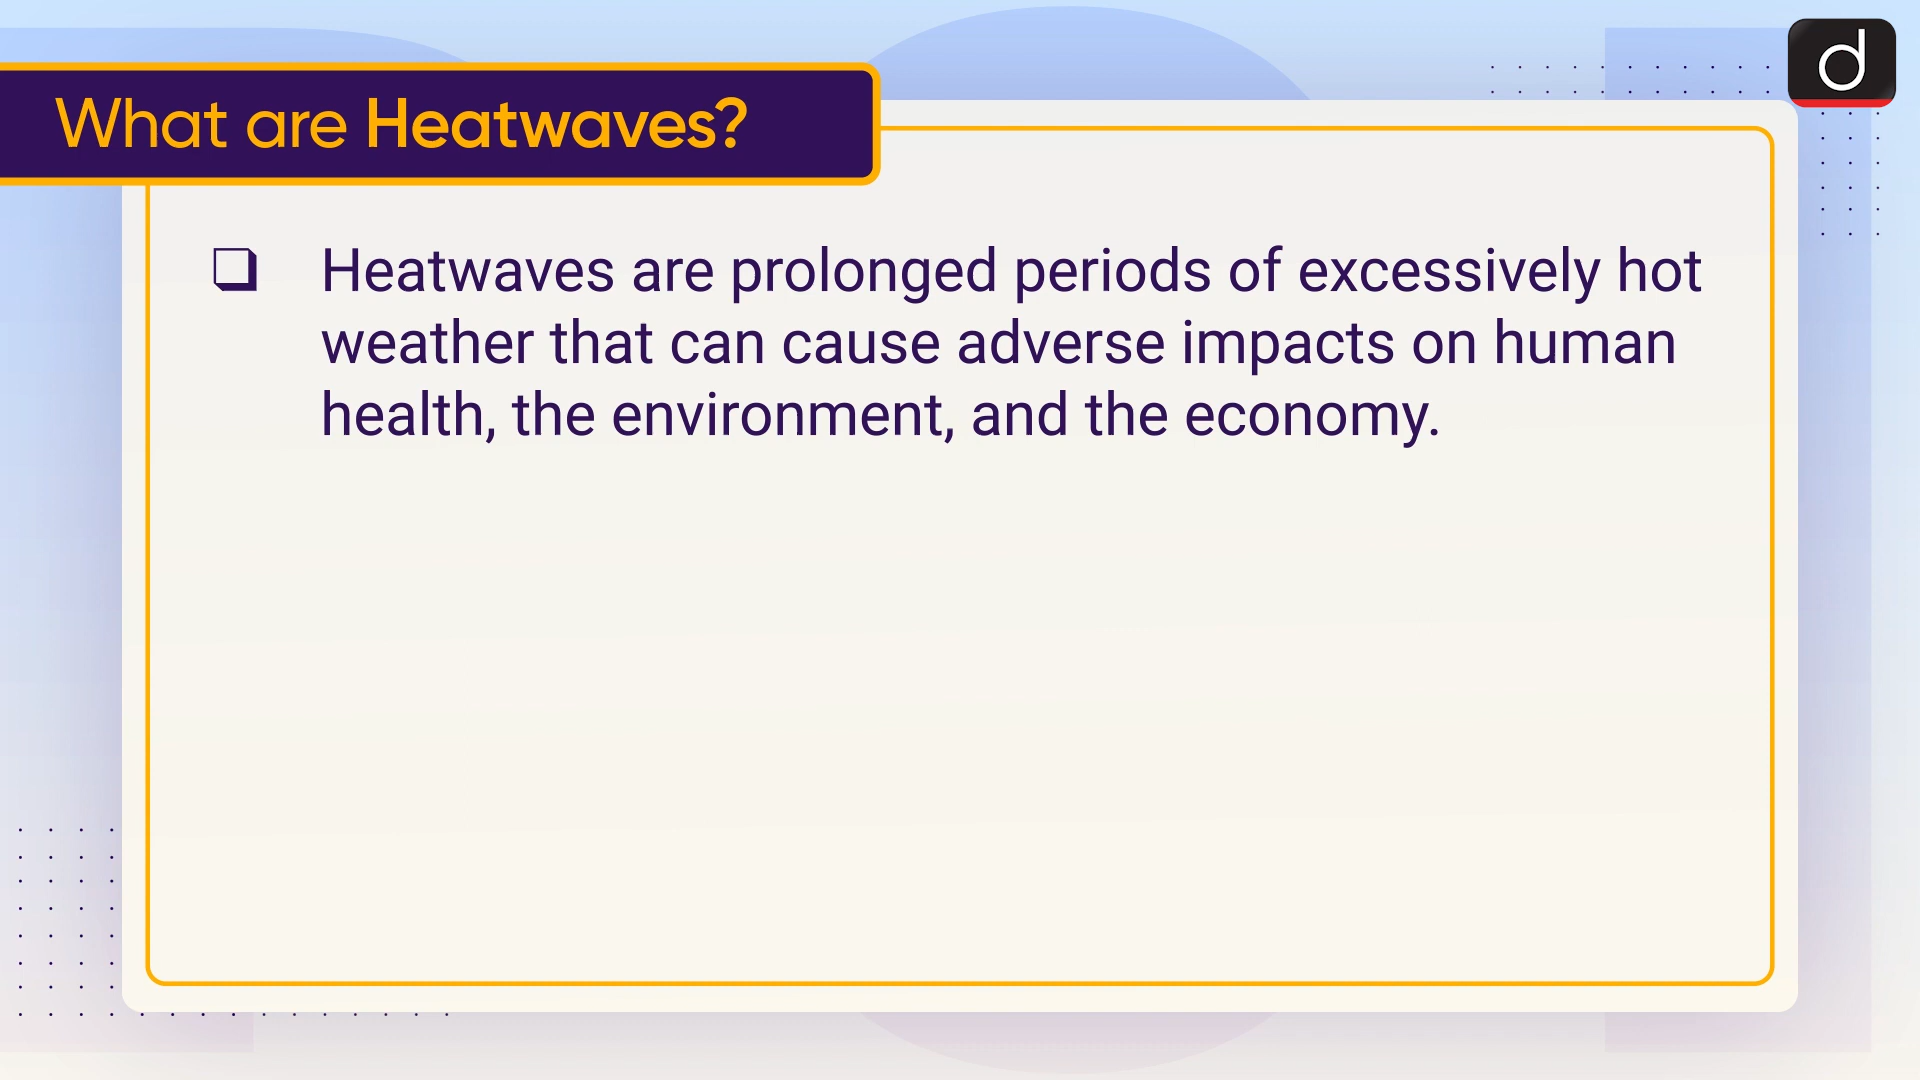 What are Heatwaves?
❑ Heatwaves are prolonged periods of excessively hot
weather that can cause adverse impacts on human
health, the environment, and the economy.
d